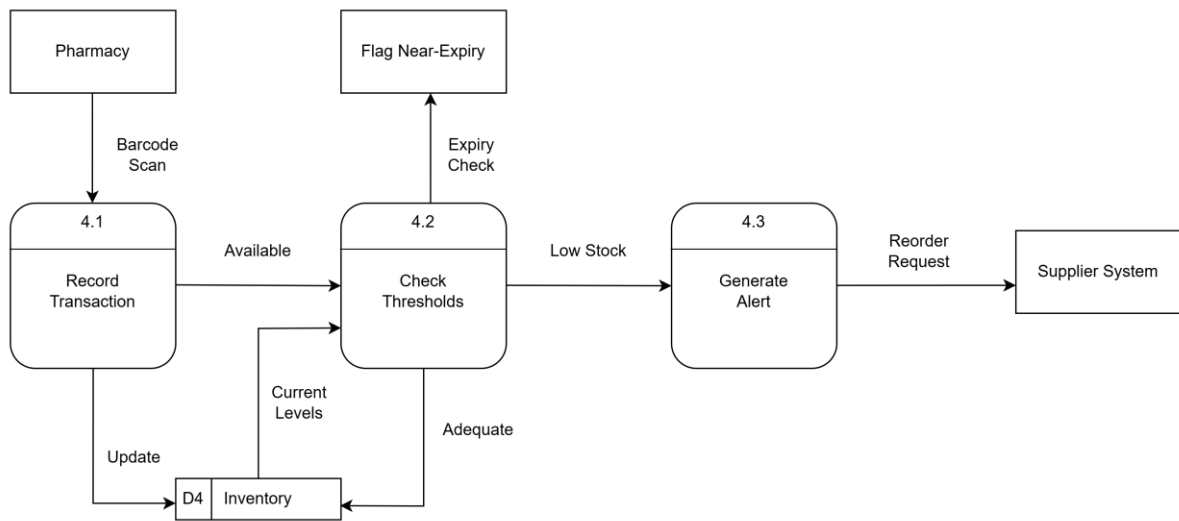 Pharmacy
Flag Near-Expiry
Barcode
Scan
Expiry
Check
4.1
4.2
4.3
Record
Transaction
Available
Check
Thresholds
Low Stock
Generate
Alert
Reorder
Request
Supplier System
Current
Levels
Adequate
Update
D4 Inventory